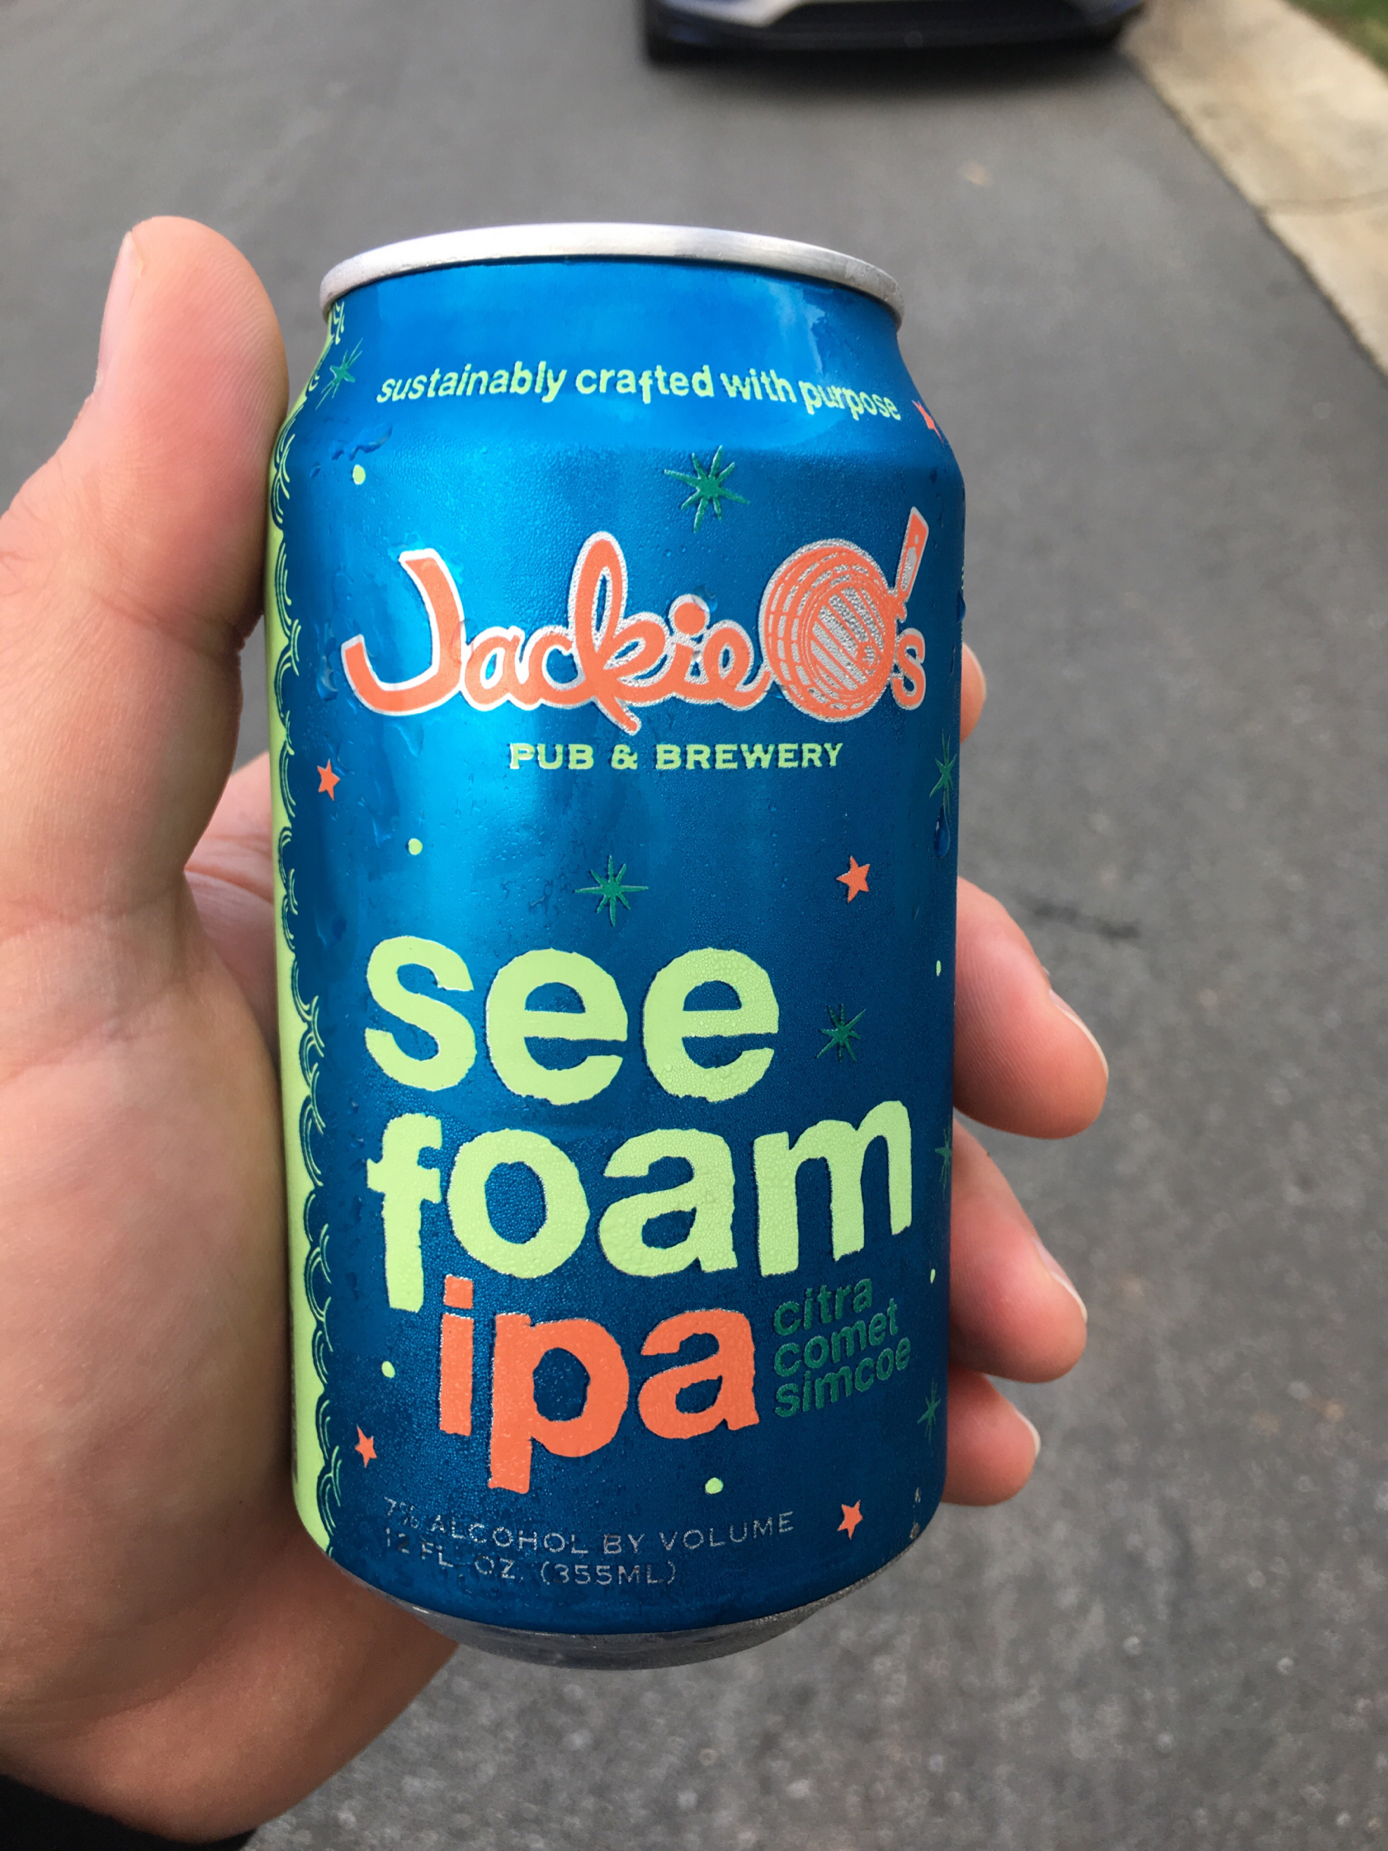 sustainably crafted with purpose
Jackie O's
PUB & BREWERY
see
foam
ipa
citra
comet
simcoe
7% ALCOHOL BY VOLUME
12 FL. OZ. (355ML)